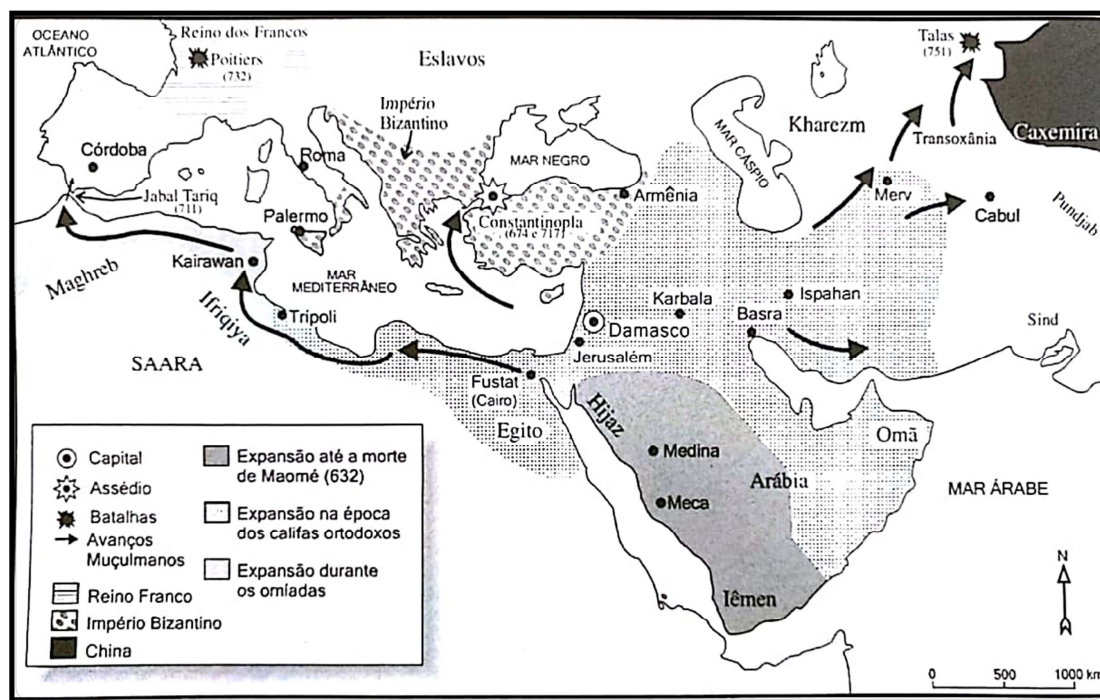 OCEANO
ATLÂNTICO
Reino dos Francos
Poitiers
(732)
Eslavos
Talas
(751)
Império
Bizantino
MAR CÁSPIO
Kharezm
Transoxânia
Caxemira
Córdoba
Roma
MAR NEGRO
Jabal Tariq
(711)
Palermo
Constantinopla
(674 e 717)
Armênia
Merv
Cabul
Pundjab
Maghreb
Kairawan
Ifriqiya
MAR
MEDITERRÂNEO
Trípoli
Karbala
Ispahan
Damasco
Basra
Sind
SAARA
Jerusalém
Fustat
(Cairo)
Egito
Hijaz
Medina
Meca
Arábia
Omã
MAR ÁRABE
Iêmen
Capital
Assédio
Batalhas
Avanços
Muçulmanos
Reino Franco
Império Bizantino
China
Expansão até a morte
de Maomé (632)
Expansão na época
dos califas ortodoxos
Expansão durante
os omíadas
N
0 500 1000 km